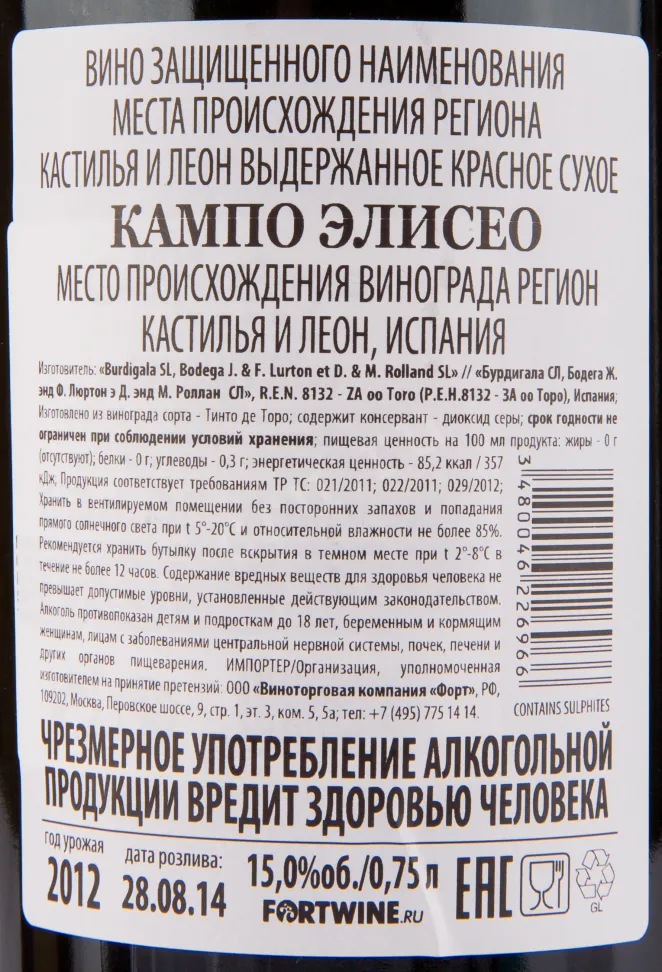 ВИНО ЗАЩИЩЕННОГО НАИМЕНОВАНИЯ
МЕСТА ПРОИСХОЖДЕНИЯ РЕГИОНА
КАСТИЛЬЯ И ЛЕОН ВЫДЕРЖАННОЕ КРАСНОЕ СУХОЕ
КАМПО ЭЛИСЕО
МЕСТО ПРОИСХОЖДЕНИЯ ВИНОГРАДА РЕГИОН
КАСТИЛЬЯ И ЛЕОН, ИСПАНИЯ
Изготовитель: «Burdigala SL, Bodega J. & F. Lurton et D. & M. Rolland SL» // «Бурдигала СЛ, Бодега Ж.
энд Ф. Люртон э Д. энд М. Роллан СЛ», R.E.N. 8132 - ZA oo Toro (Р.Е.Н.8132 - ЗА оо Торо), Испания;
Изготовлено из винограда сорта - Тинто де Торо; содержит консервант - диоксид серы; срок годности не
ограничен при соблюдении условий хранения; пищевая ценность на 100 мл продукта: жиры - 0 г
(отсутствуют); белки - 0 г; углеводы - 0,3 г; энергетическая ценность - 85,2 ккал / 357
кДж, Продукция соответствует требованиям ТР ТС: 021/2011; 022/2011; 029/2012;
Хранить в вентилируемом помещении без посторонних запахов и попадания
прямого солнечного света при t 5°-20°С и относительной влажности не более 85%.
Рекомендуется хранить бутылку после вскрытия в темном месте при t 2°-8°С в
течение не более 12 часов. Содержание вредных веществ для здоровья человека не
превышает допустимые уровни, установленные действующим законодательством.
Алкоголь противопоказан детям и подросткам до 18 лет, беременным и кормящим
женщинам, лицам с заболеваниями центральной нервной системы, почек, печени и
других органов пищеварения. ИМПОРТЕР/Организация, уполномоченная
изготовителем на принятие претензий: ООО «Виноторговая компания «Форт», РФ,
109202, Москва, Перовское шоссе, 9, стр. 1, эт. 3, ком. 5, 5а; тел: +7 (495) 775 14 14.
3 480046 226966
CONTAINS SULPHITES
ЧРЕЗМЕРНОЕ УПОТРЕБЛЕНИЕ АЛКОГОЛЬНОЙ
ПРОДУКЦИИ ВРЕДИТ ЗДОРОВЬЮ ЧЕЛОВЕКА
год урожая
2012
дата розлива:
28.08.14
15,0%об./0,75 л
FORTWINE.RU
ЕАС
GL